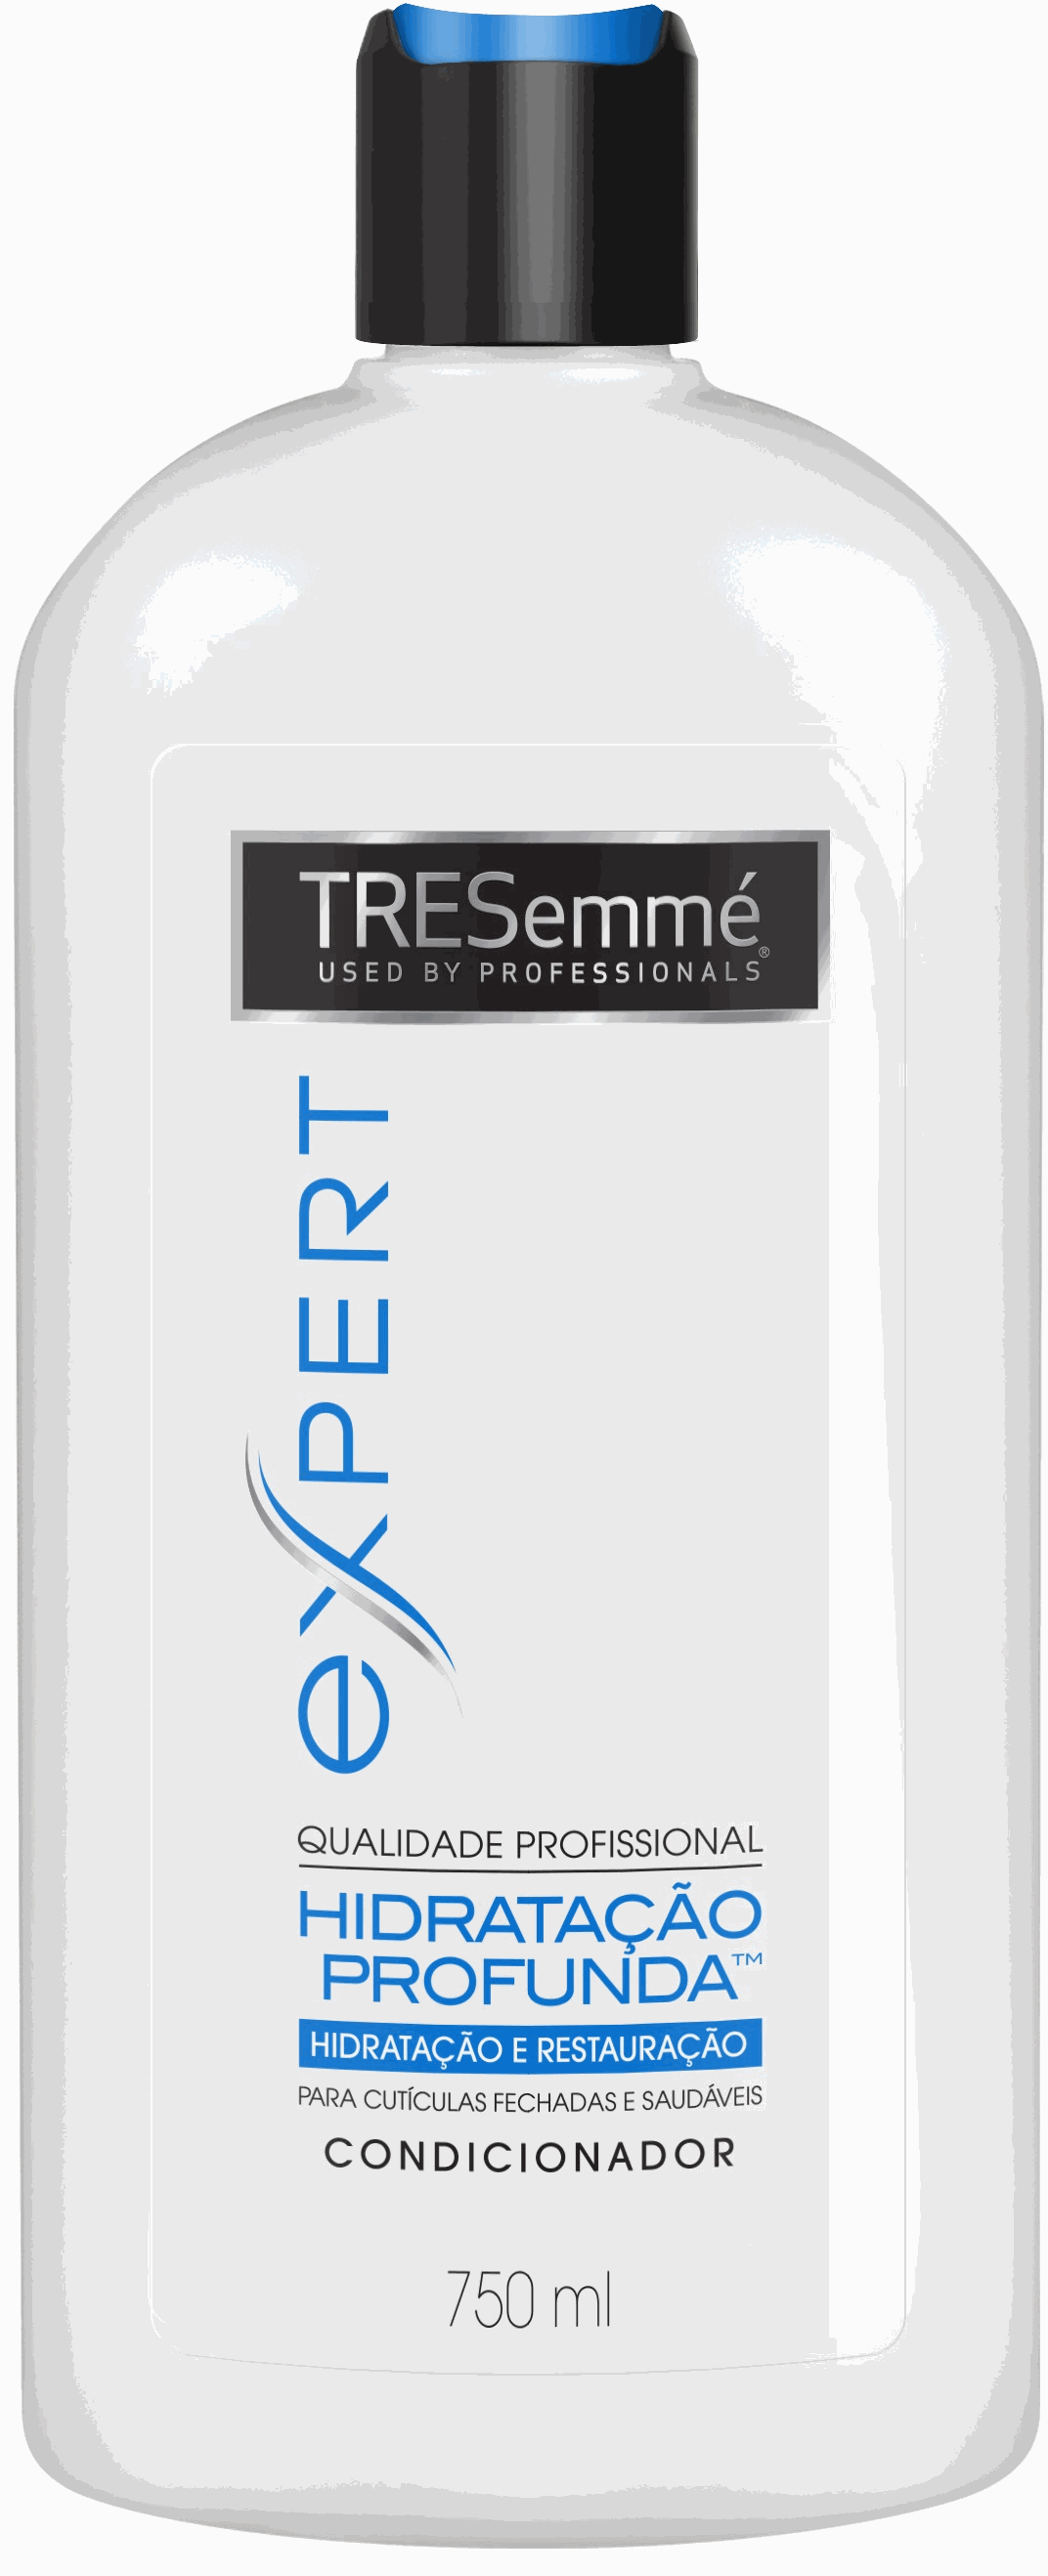 TRESemmé®
USED BY PROFESSIONALS
eXPERT
QUALIDADE PROFISSIONAL
HIDRATAÇÃO
PROFUNDA™
HIDRATAÇÃO E RESTAURAÇÃO
PARA CUTÍCULAS FECHADAS E SAUDÁVEIS
CONDICIONADOR
750 ml